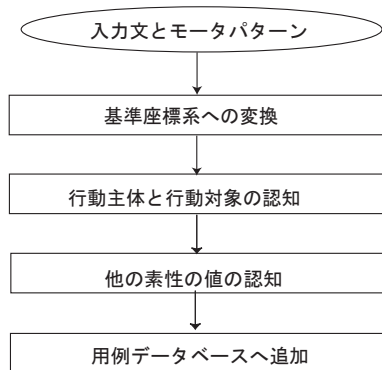 入力文とモータパターン
基準座標系への変換
行動主体と行動対象の認知
他の素性の値の認知
用例データベースへ追加